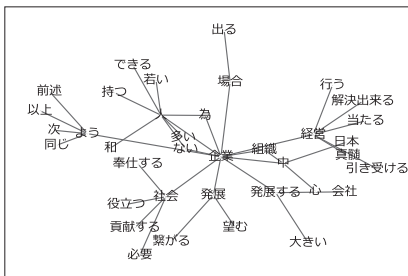 出る
できる
若い
場合
前述
持つ
行う
解決出来る
以上
為
当たる
次
よう
い
多い
経営
同じ
和
ない
企業
組織
日本
真髄
中
引き受ける
奉仕する
役立つ
社会
発展
発展する
心
会社
貢献する
繋がる
望む
大きい
必要